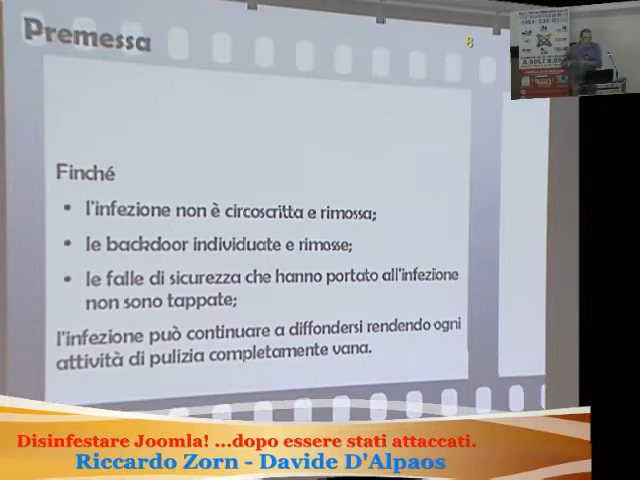 Premessa
8
Finché
• l'infezione non è circoscritta e rimossa;
• le backdoor individuate e rimosse;
• le falle di sicurezza che hanno portato all'infezione
non sono tappate;
l'infezione può continuare a diffondersi rendendo ogni
attività di pulizia completamente vana.
Disinfestare Joomla! ...dopo essere stati attaccati.
Riccardo Zorn - Davide D'Alpaos